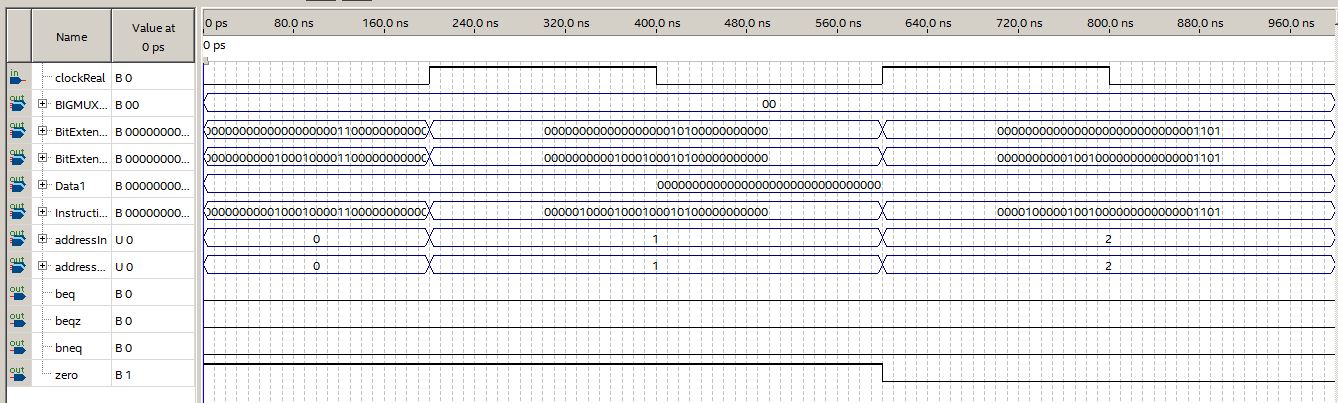 Name
Value at
0 ps
0 ps 80.0 ns 160.0 ns 240.0 ns 320.0 ns 400.0 ns 480.0 ns 560.0 ns 640.0 ns 720.0 ns 800.0 ns 880.0 ns 960.0 ns
0 ps
in clockReal B 0
out BIGMUX... B 00 00
out BitExten... B 00000000... 00000000000000000001100000000000 00000000000000000010100000000000 00000000000000000000000000001101
out BitExten... B 00000000... 00000000001000100001100000000000 00000000001000100010100000000000 00000000001001000000000000001101
out Data1 B 00000000... 00000000000000000000000000000000
out Instructi... B 00000000... 00000000001000100001100000000000 00000100001000100010100000000000 00001000001001000000000000001101
out addressIn U 0 0 1 2
out address... U 0 0 1 2
out beq B 0
out beqz B 0
out bneq B 0
out zero B 1